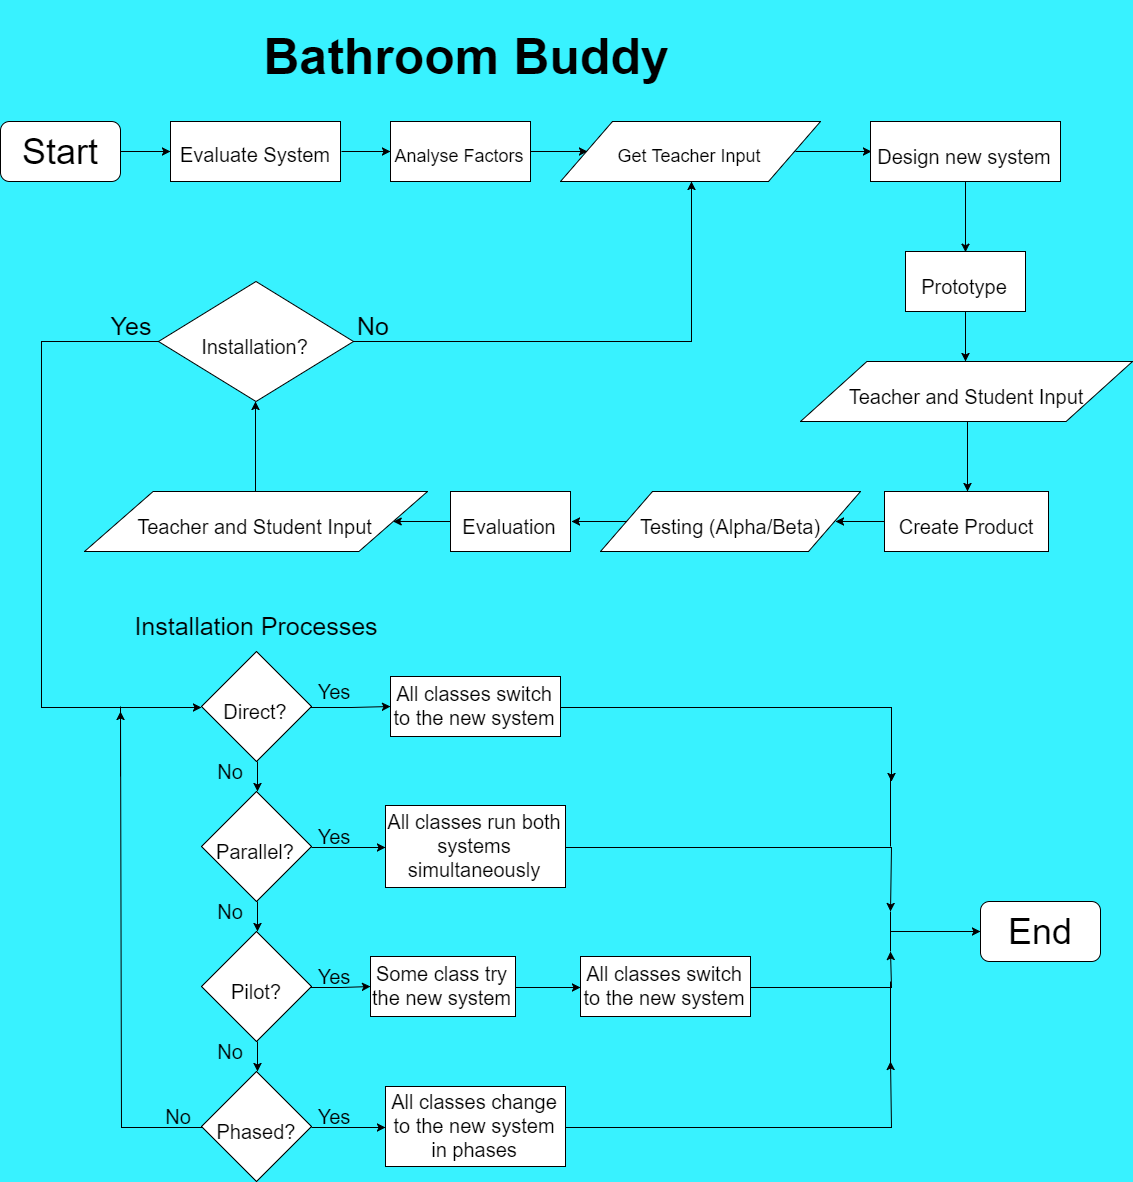 Bathroom Buddy
Start
Evaluate System
Analyse Factors
Get Teacher Input
Design new system
Prototype
Yes
No
Installation?
Teacher and Student Input
Teacher and Student Input
Evaluation
Testing (Alpha/Beta)
Create Product
Installation Processes
Direct?
Yes
All classes switch
to the new system
No
Parallel?
Yes
All classes run both
systems
simultaneously
No
Pilot?
Yes
Some class try
the new system
All classes switch
to the new system
End
No
Phased?
No
Yes
All classes change
to the new system
in phases